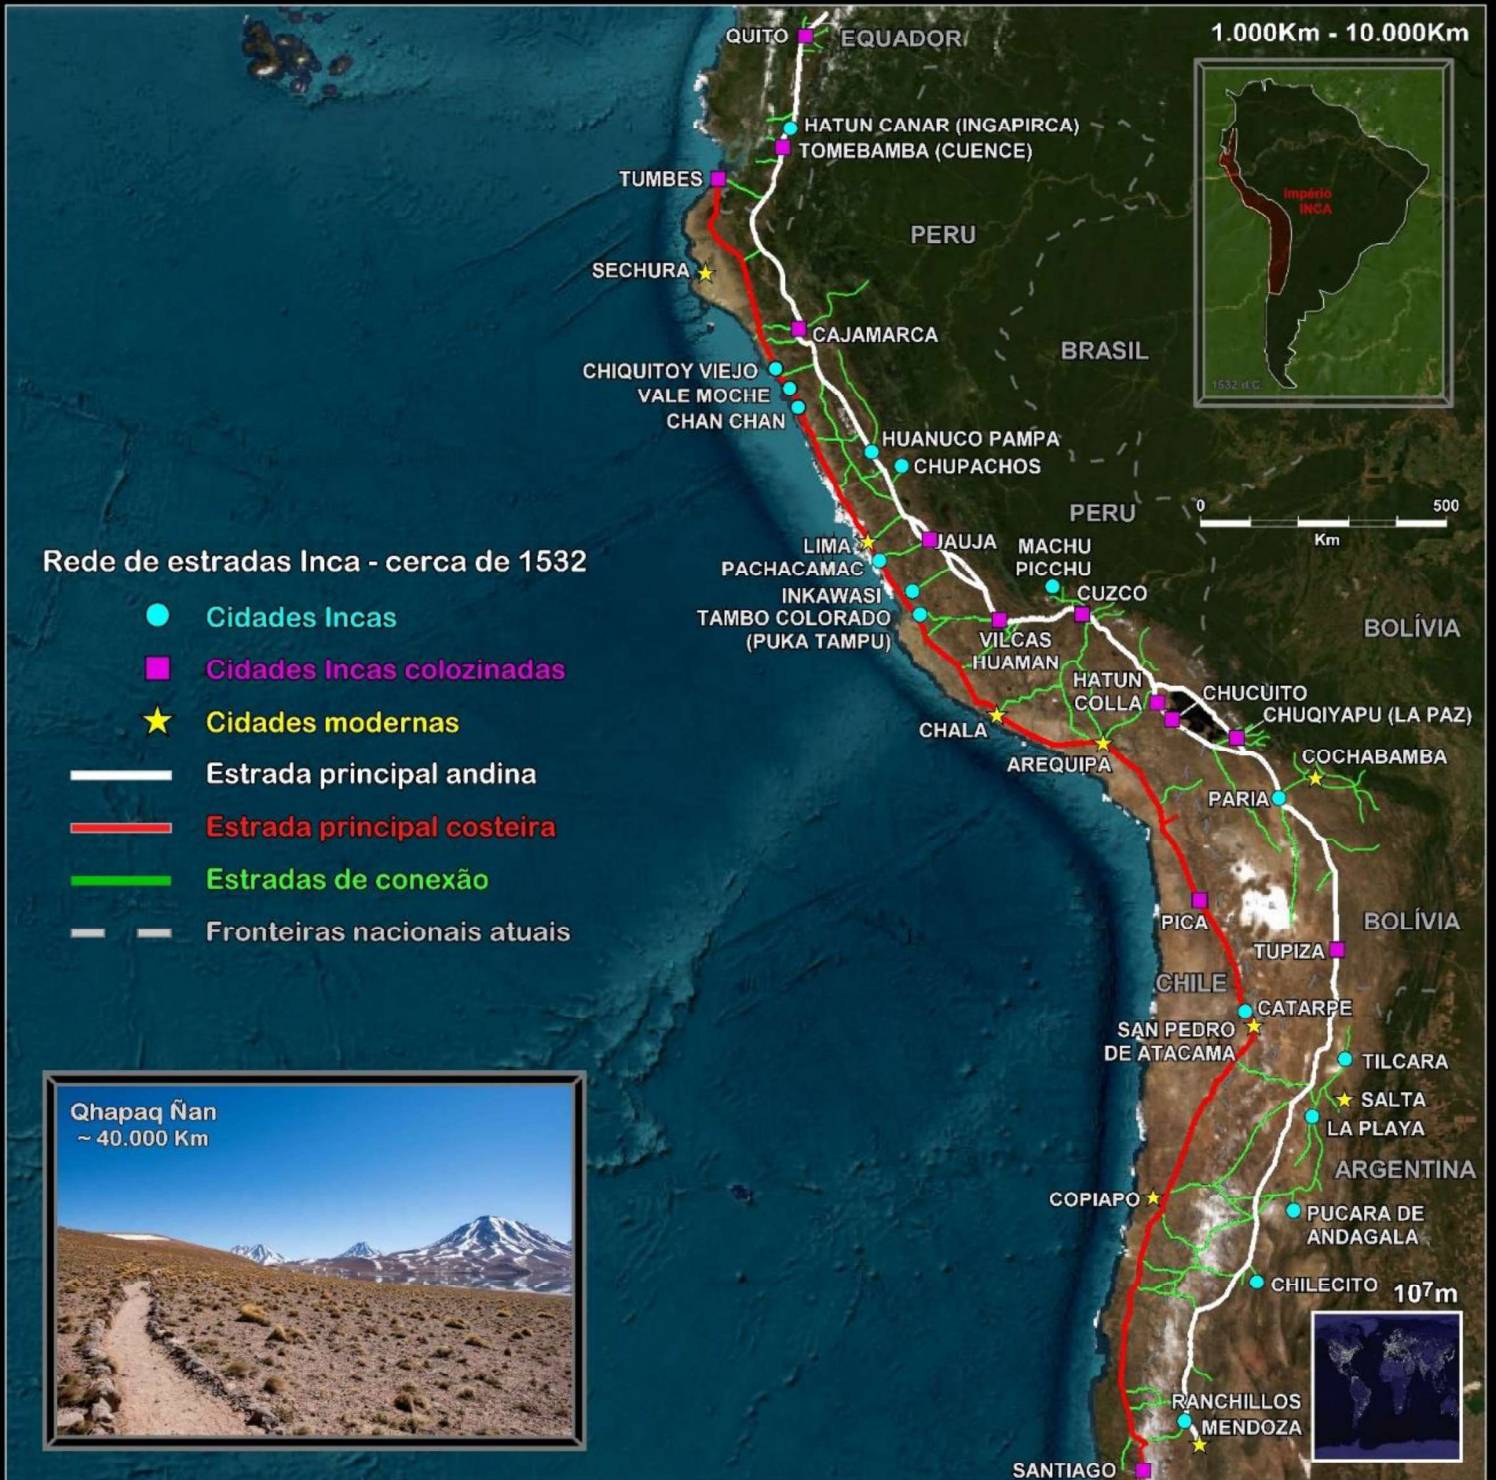 QUITO
EQUADOR
1.000Km - 10.000Km
HATUN CANAR (INGAPIRCA)
TOMEBAMBA (CUENCE)
Império
INCA
1532 d.C.
TUMBES
PERU
SECHURA
CAJAMARCA
BRASIL
CHIQUITOY VIEJO
VALE MOCHE
CHAN CHAN
HUANUCO PAMPA
CHUPACHOS
0
500
Km
PERU
LIMA
JAUJA
MACHU
PICCHU
PACHACAMAC
CUZCO
INKAWASI
TAMBO COLORADO
(PUKA TAMPU)
VILCAS
HUAMAN
BOLÍVIA
HATUN
COLLA
CHUCUITO
CHUQIYAPU (LA PAZ)
CHALA
AREQUIPA
COCHABAMBA
PARIA
Rede de estradas Inca - cerca de 1532
Cidades Incas
Cidades Incas colozinadas
Cidades modernas
Estrada principal andina
Estrada principal costeira
Estradas de conexão
Fronteiras nacionais atuais
PICA
BOLÍVIA
TUPIZA
CHILE
CATARPE
SAN PEDRO
DE ATACAMA
TILCARA
SALTA
LA PLAYA
ARGENTINA
COPIAPO
PUCARA DE
ANDAGALA
CHILECITO
10⁷m
Qhapaq Ñan
~ 40.000 Km
RANCHILLOS
MENDOZA
SANTIAGO